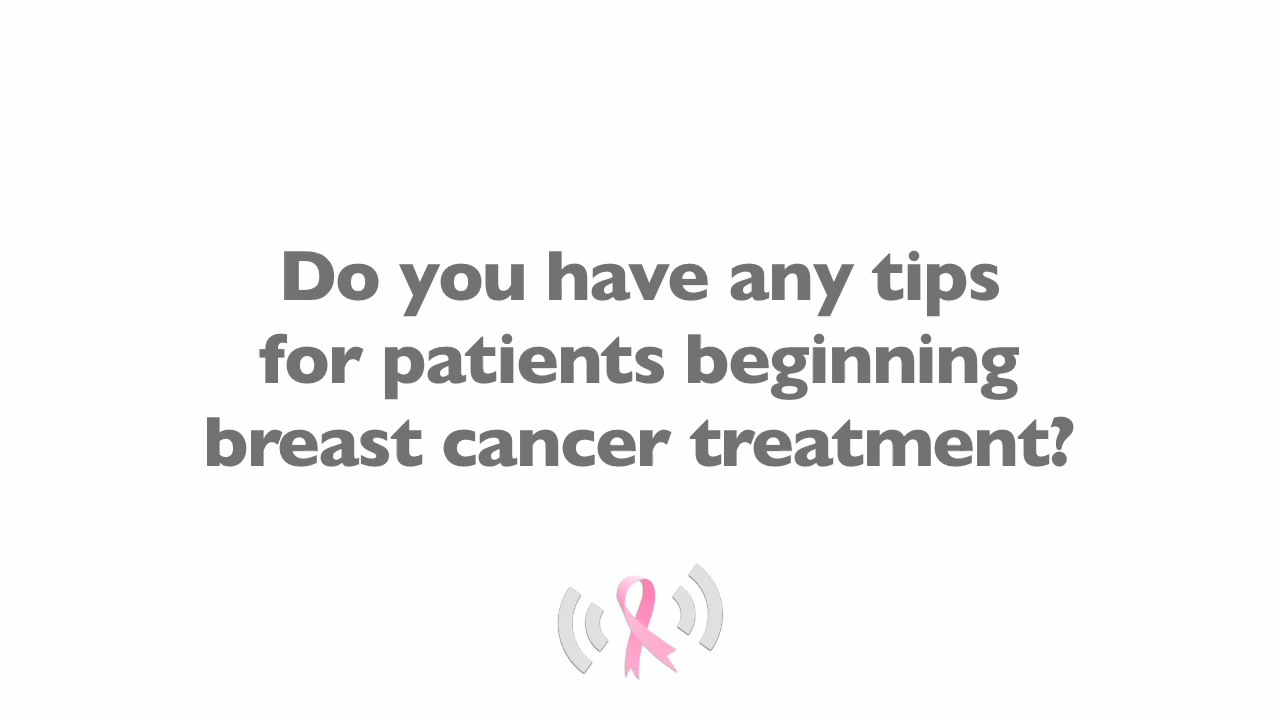 Do you have any tips
for patients beginning
breast cancer treatment?